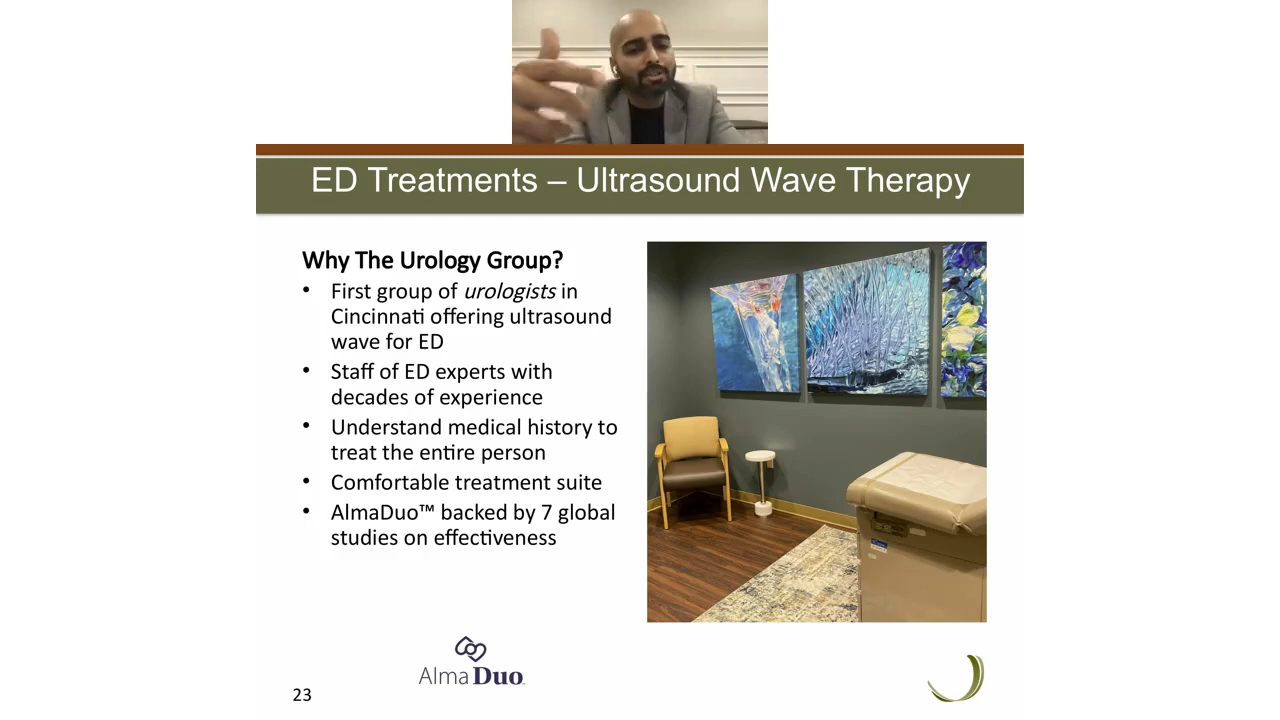 ED Treatments – Ultrasound Wave Therapy
Why The Urology Group?
• First group of urologists in
Cincinnati offering ultrasound
wave for ED
• Staff of ED experts with
decades of experience
• Understand medical history to
treat the entire person
• Comfortable treatment suite
• AlmaDuo™ backed by 7 global
studies on effectiveness
Alma Duo
23